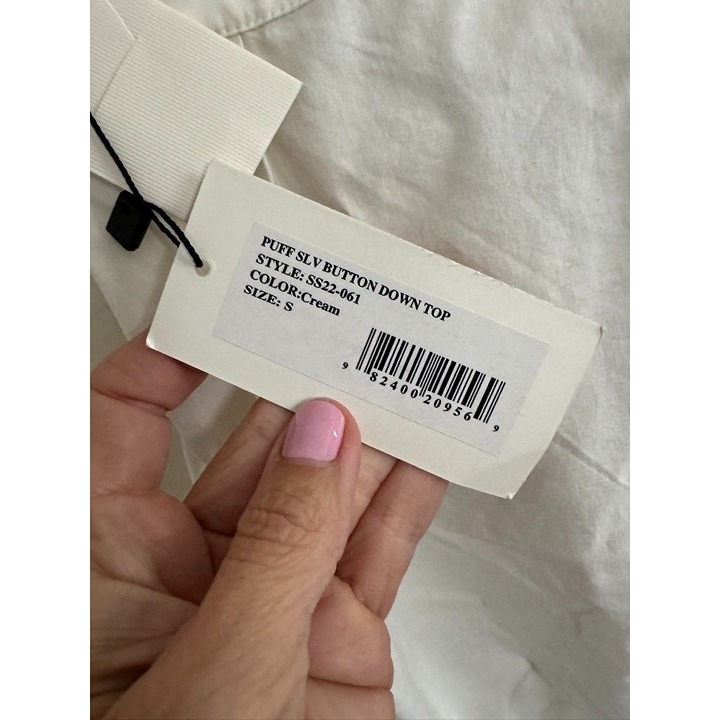 PUFF SLV BUTTON DOWN TOP
STYLE: SS22-061
COLOR:Cream
SIZE: S
9 82400 20956 9